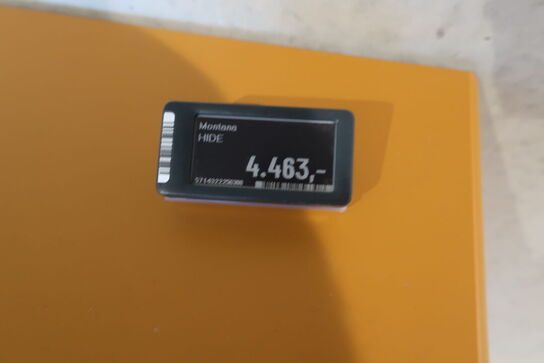 Montana
HIDE
4.463,-